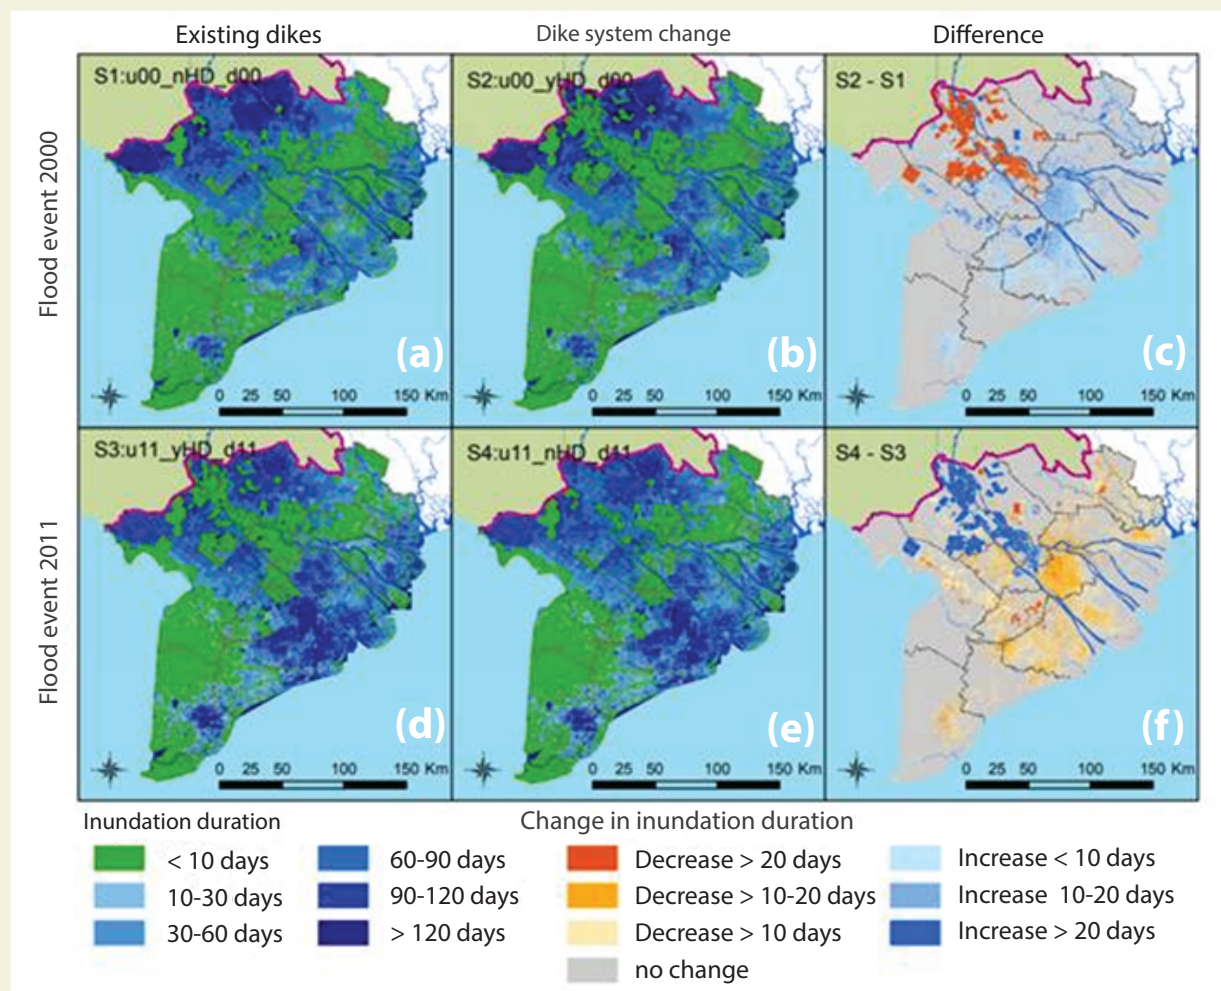 Existing dikes
Dike system change
Difference
Flood event 2000
S1:u00_nHD_d00
S2:u00_yHD_d00
S2 - S1
(a)
(b)
(c)
0 25 50 100 150 Km
0 25 50 100 150 Km
0 25 50 100 150 Km
Flood event 2011
S3:u11_yHD_d11
S4:u11_nHD_d11
S4 - S3
(d)
(e)
(f)
0 25 50 100 150 Km
0 25 50 100 150 Km
0 25 50 100 150 Km
Inundation duration
< 10 days
10-30 days
30-60 days
60-90 days
90-120 days
> 120 days
Change in inundation duration
Decrease > 20 days
Decrease > 10-20 days
Decrease > 10 days
no change
Increase < 10 days
Increase 10-20 days
Increase > 20 days